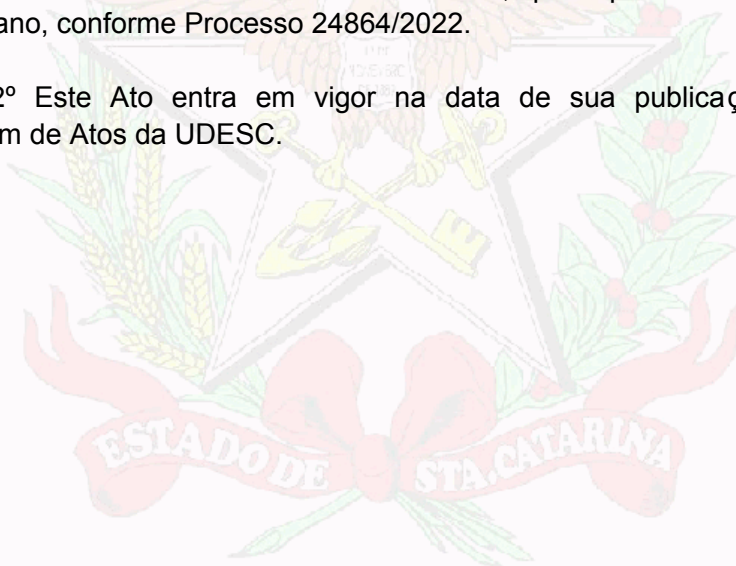 ano, conforme Processo 24864/2022.
2º Este Ato entra em vigor na data de sua publicaç
m de Atos da UDESC.
ESTADO DE STA.CATARINA